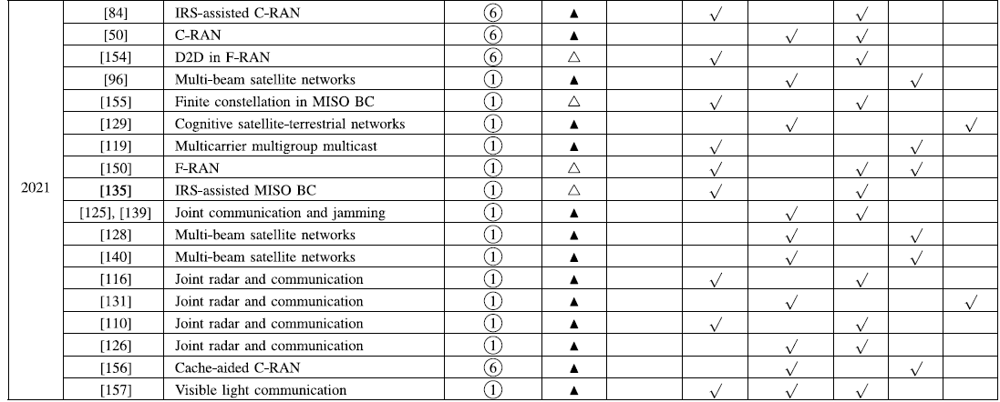 [84] IRS-assisted C-RAN ⑥ ▲ √ √
[50] C-RAN ⑥ ▲ √ √
[154] D2D in F-RAN ⑥ △ √ √
[96] Multi-beam satellite networks ① ▲ √ √
[155] Finite constellation in MISO BC ① △ √ √
[129] Cognitive satellite-terrestrial networks ① ▲ √ √
[119] Multicarrier multigroup multicast ① ▲ √ √
[150] F-RAN ① △ √ √ √
2021 [135] IRS-assisted MISO BC ① △ √ √
[125], [139] Joint communication and jamming ① ▲ √ √
[128] Multi-beam satellite networks ① ▲ √ √
[140] Multi-beam satellite networks ① ▲ √ √
[116] Joint radar and communication ① ▲ √ √
[131] Joint radar and communication ① ▲ √ √
[110] Joint radar and communication ① ▲ √ √
[126] Joint radar and communication ① ▲ √ √
[156] Cache-aided C-RAN ⑥ ▲ √ √
[157] Visible light communication ① ▲ √ √ √